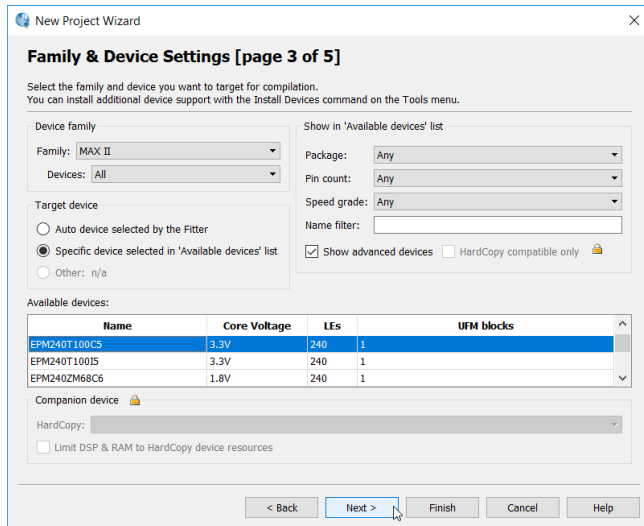 New Project Wizard
Family & Device Settings [page 3 of 5]
Select the family and device you want to target for compilation.
You can install additional device support with the Install Devices command on the Tools menu.
Device family
Family: MAX II
Devices: All
Show in 'Available devices' list
Package: Any
Pin count: Any
Speed grade: Any
Name filter:
Show advanced devices HardCopy compatible only
Target device
Auto device selected by the Fitter
Specific device selected in 'Available devices' list
Other: n/a
Available devices:
Name Core Voltage LEs UFM blocks
EPM240T100C5 3.3V 240 1
EPM240T100I5 3.3V 240 1
EPM240ZM68C6 1.8V 240 1
Companion device
HardCopy:
Limit DSP & RAM to HardCopy device resources
< Back Next > Finish Cancel Help